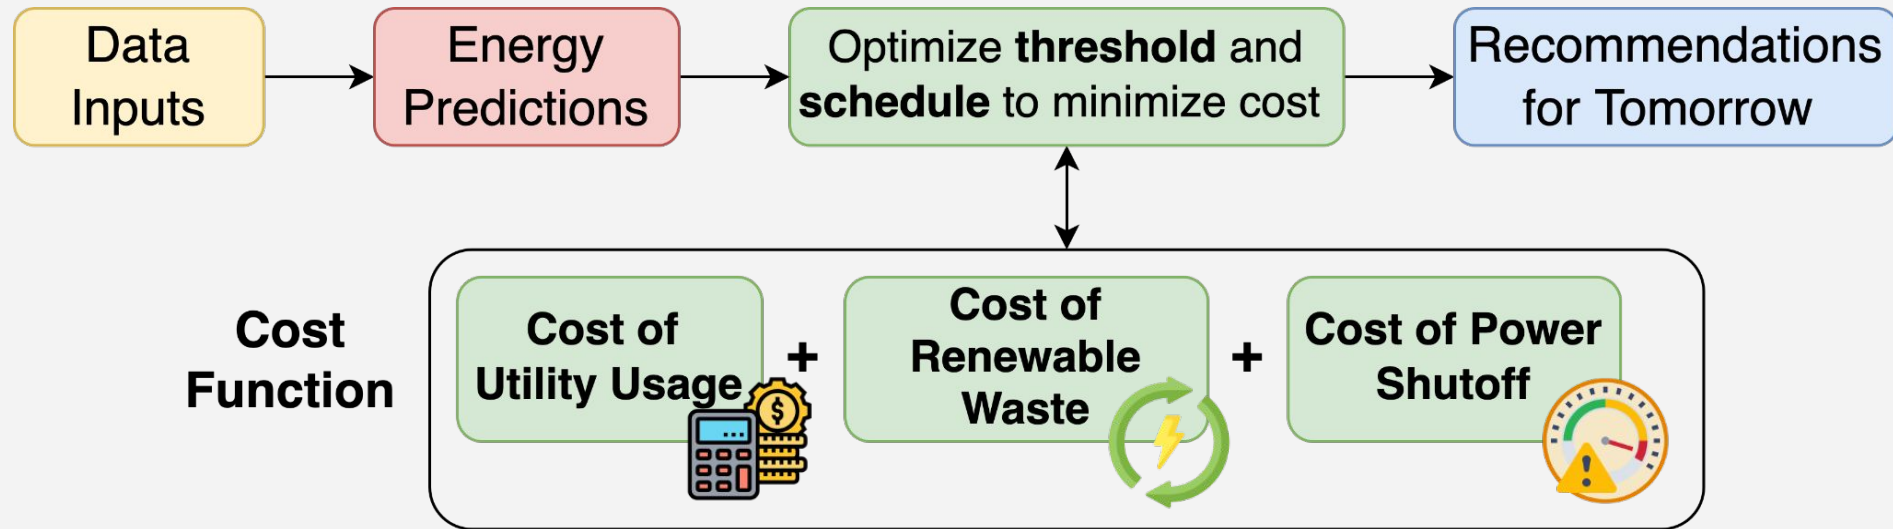 Data
Inputs
Energy
Predictions
Optimize threshold and
schedule to minimize cost
Recommendations
for Tomorrow
Cost
Function
Cost of
Utility Usage
+
Cost of
Renewable
Waste
+
Cost of Power
Shutoff
$
...
!